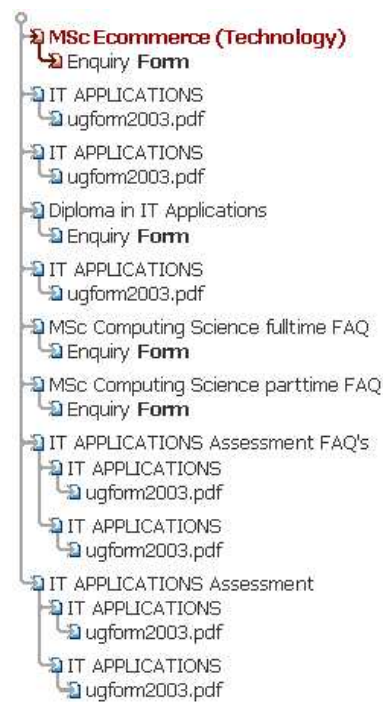 MSc Ecommerce (Technology)
Enquiry Form
IT APPLICATIONS
ugform2003.pdf
IT APPLICATIONS
ugform2003.pdf
Diploma in IT Applications
Enquiry Form
IT APPLICATIONS
ugform2003.pdf
MSc Computing Science fulltime FAQ
Enquiry Form
MSc Computing Science parttime FAQ
Enquiry Form
IT APPLICATIONS Assessment FAQ's
IT APPLICATIONS
ugform2003.pdf
IT APPLICATIONS
ugform2003.pdf
IT APPLICATIONS Assessment
IT APPLICATIONS
ugform2003.pdf
IT APPLICATIONS
ugform2003.pdf